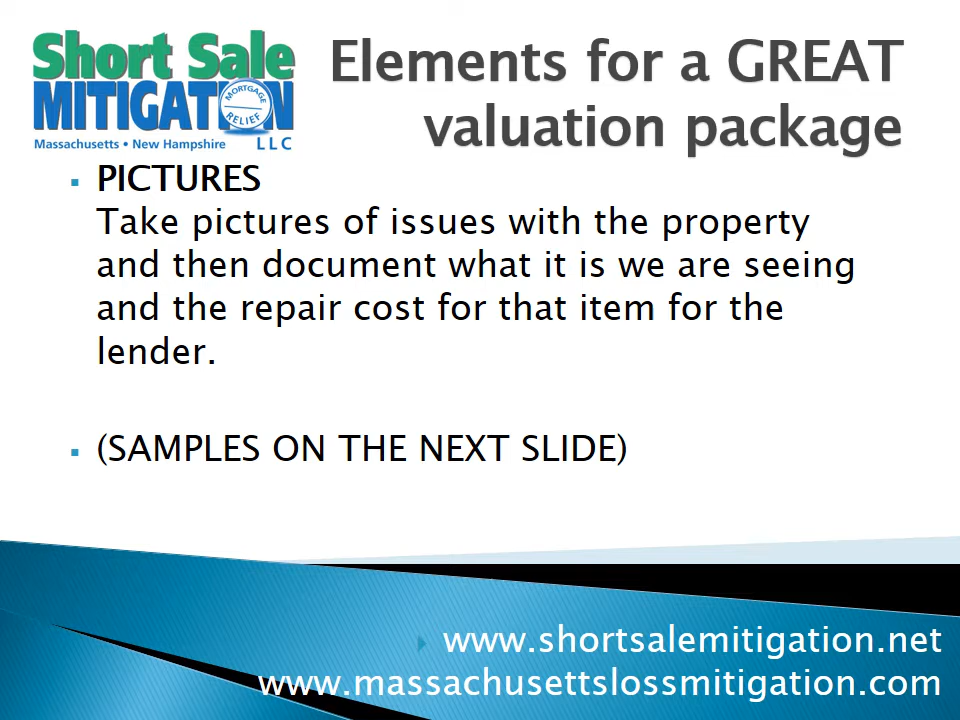 Short Sale
MITIGATION
MORTGAGE
RELIEF
Massachusetts • New Hampshire
LLC
Elements for a GREAT
valuation package
▪ PICTURES
Take pictures of issues with the property
and then document what it is we are seeing
and the repair cost for that item for the
lender.
▪ (SAMPLES ON THE NEXT SLIDE)
www.shortsalemitigation.net
www.massachusettslossmitigation.com